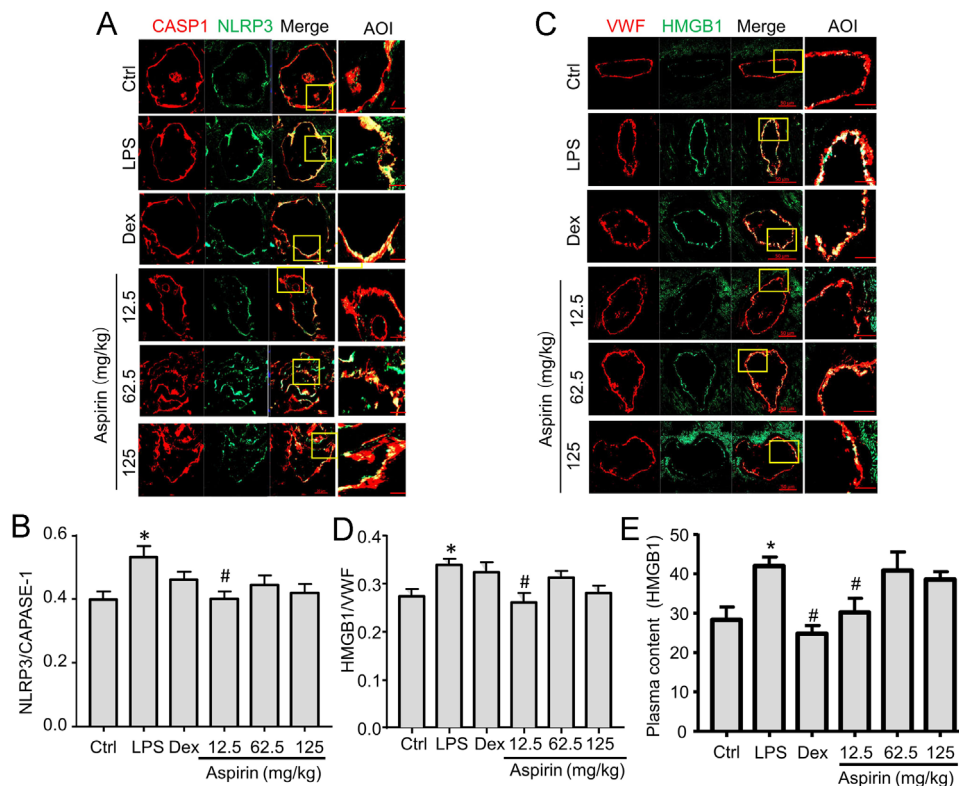 A
CASP1 NLRP3 Merge AOI
Ctrl
LPS
Dex
12.5
62.5
125
Aspirin (mg/kg)
C
VWF HMGB1 Merge AOI
Ctrl
LPS
Dex
12.5
62.5
125
Aspirin (mg/kg)
B
NLRP3/CAPASE-1
0.6
0.4
0.2
0.0
*
#
Ctrl LPS Dex 12.5 62.5 125
Aspirin (mg/kg)
D
HMGB1/VWF
0.4
0.3
0.2
0.1
0.0
*
#
Ctrl LPS Dex 12.5 62.5 125
Aspirin (mg/kg)
E
Plasma content (HMGB1)
50
40
30
20
10
0
*
#
#
Ctrl LPS Dex 12.5 62.5 125
Aspirin (mg/kg)